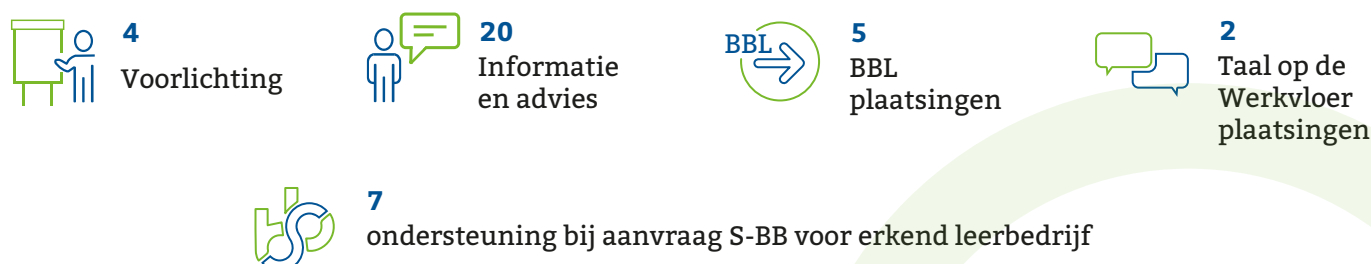 4
Voorlichting
20
Informatie
en advies
BBL
5
BBL
plaatsingen
2
Taal op de
Werkvloer
plaatsingen
7
ondersteuning bij aanvraag S-BB voor erkend leerbedrijf